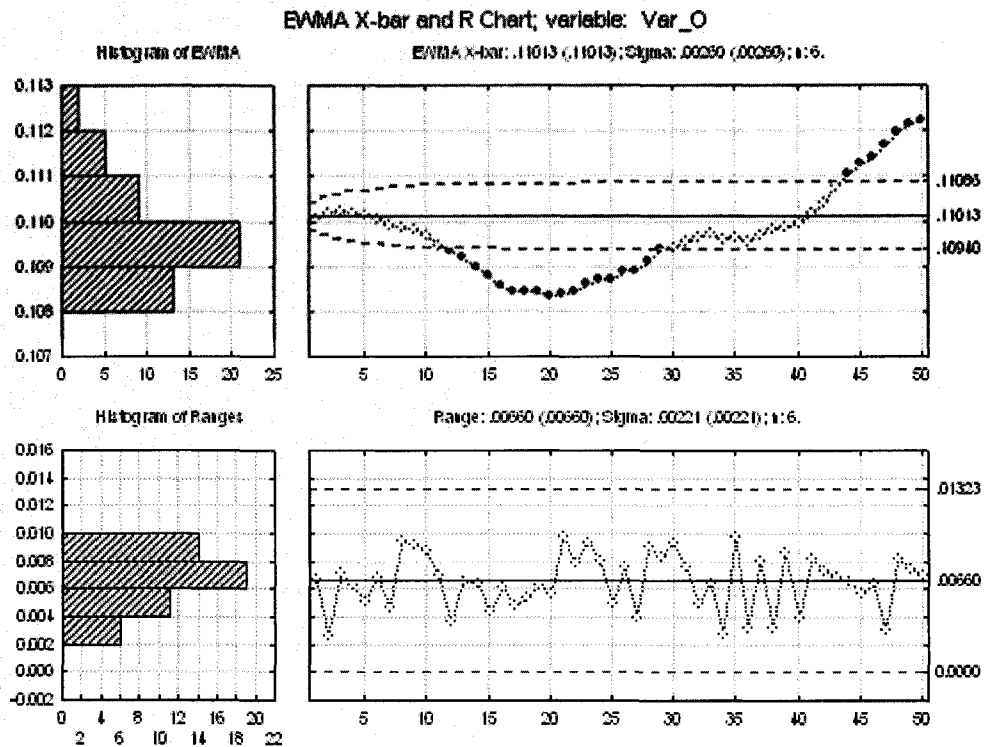 EWMA X-bar and R Chart; variable: Var_O
Histogram of EWMA
EWMA X-bar: .11013 (.11013); Sigma: .00260 (.00260); n: 6.
0.113
0.112
0.111
0.110
0.109
0.108
0.107
0 5 10 15 20 25
.11013
.10940
5 10 15 20 25 30 35 40 45 50
Histogram of Ranges
Range: .00660 (.00660); Sigma: .00221 (.00221); n: 6.
0.016
0.014
0.012
0.010
0.008
0.006
0.004
0.002
0.000
-0.002
0 4 8 12 16 20
2 6 10 14 18 22
.01323
.00660
0.0000
5 10 15 20 25 30 35 40 45 50